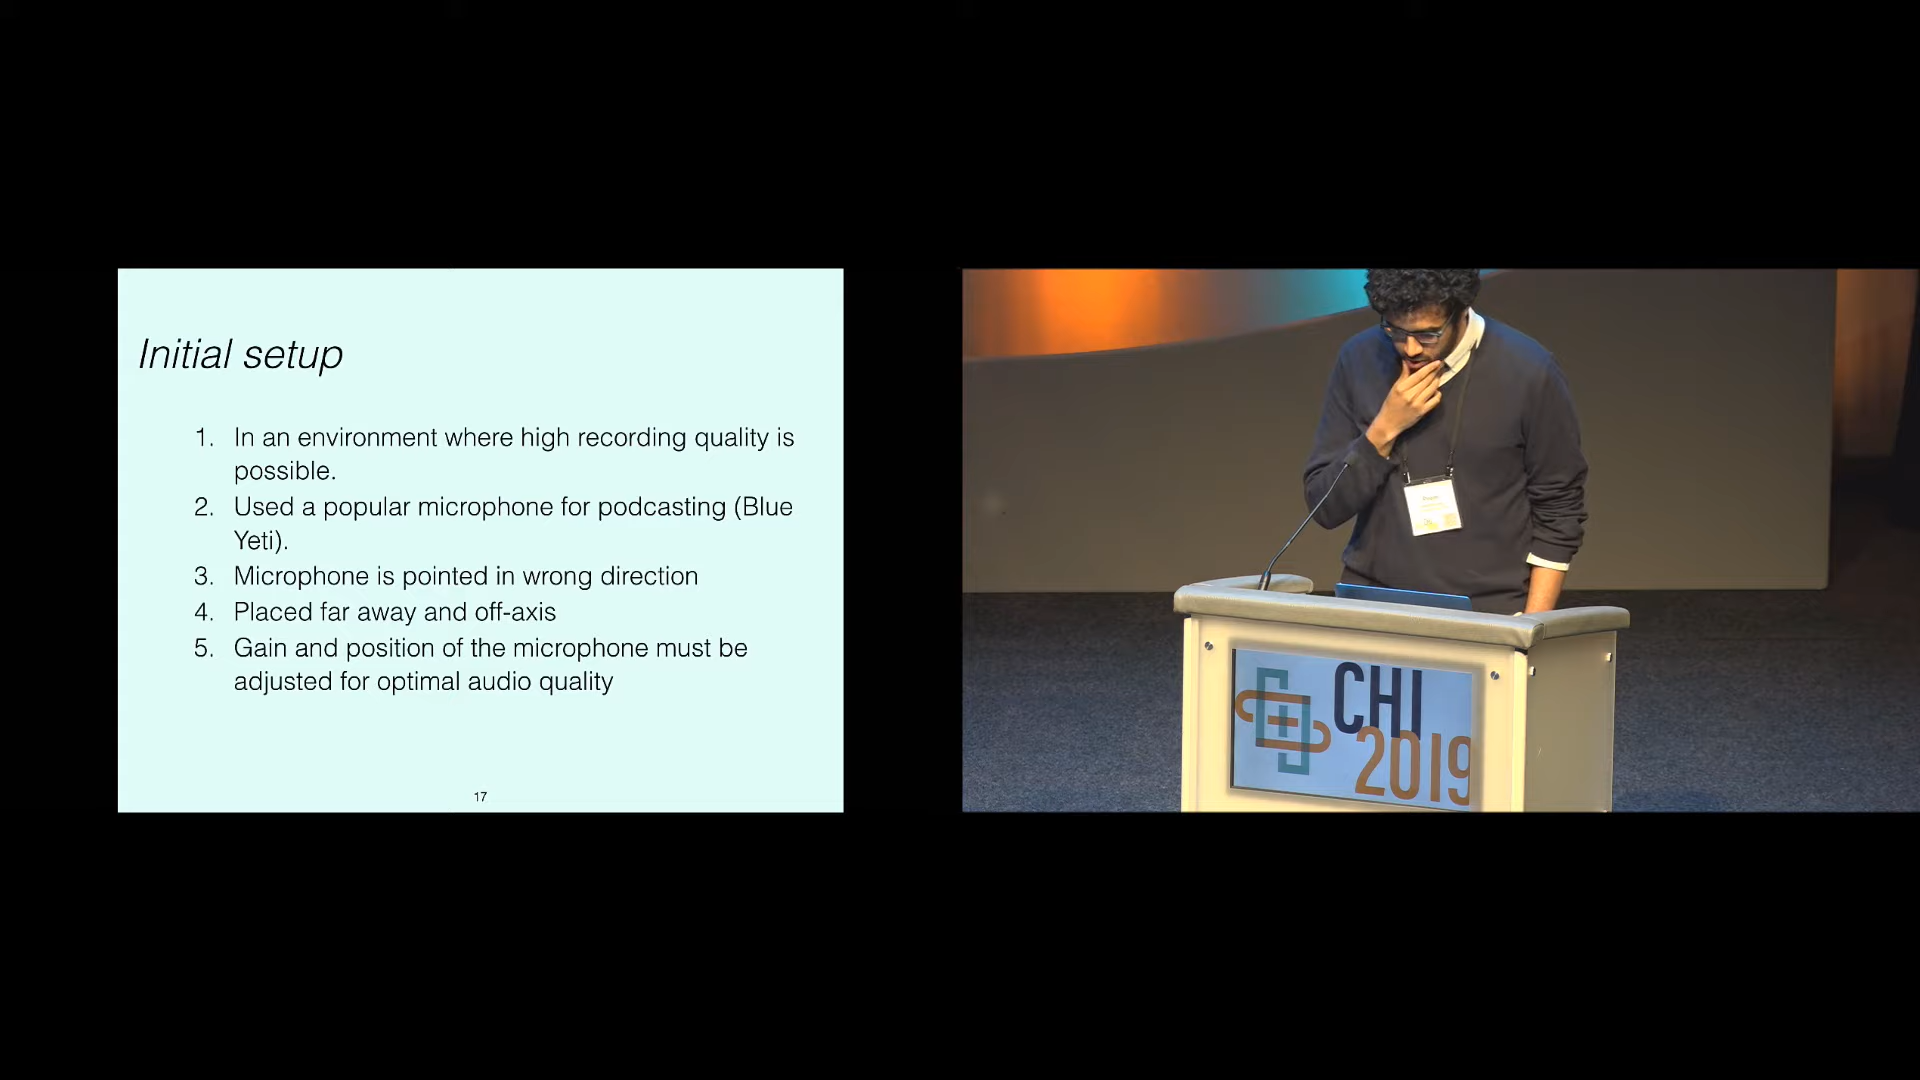 Initial setup
1. In an environment where high recording quality is
possible.
2. Used a popular microphone for podcasting (Blue
Yeti).
3. Microphone is pointed in wrong direction
4. Placed far away and off-axis
5. Gain and position of the microphone must be
adjusted for optimal audio quality
17
CHI
2019